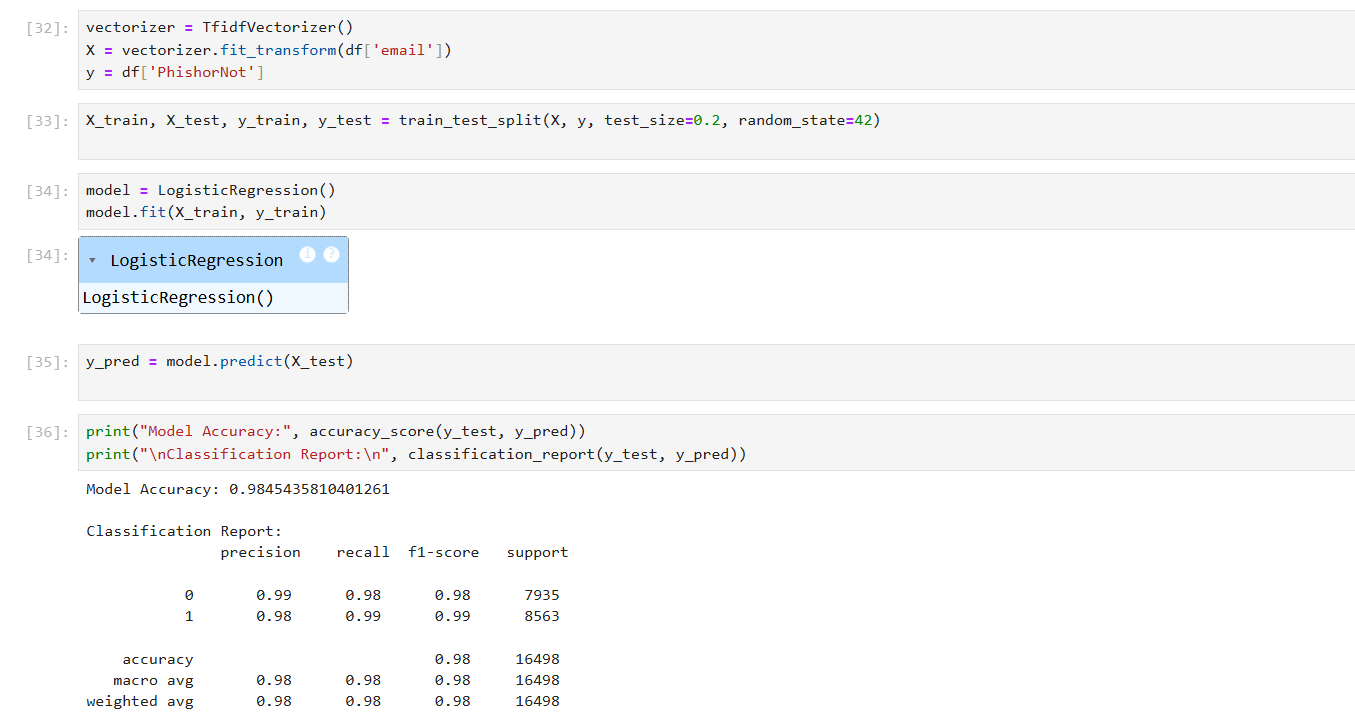 [32]: vectorizer = TfidfVectorizer()
X = vectorizer.fit_transform(df['email'])
y = df['PhishorNot']
[33]: X_train, X_test, y_train, y_test = train_test_split(X, y, test_size=0.2, random_state=42)
[34]: model = LogisticRegression()
model.fit(X_train, y_train)
[34]: ▾ LogisticRegression i ?
LogisticRegression()
[35]: y_pred = model.predict(X_test)
[36]: print("Model Accuracy:", accuracy_score(y_test, y_pred))
print("\nClassification Report:\n", classification_report(y_test, y_pred))
Model Accuracy: 0.9845435810401261
Classification Report:
precision recall f1-score support
0 0.99 0.98 0.98 7935
1 0.98 0.99 0.99 8563
accuracy 0.98 16498
macro avg 0.98 0.98 0.98 16498
weighted avg 0.98 0.98 0.98 16498